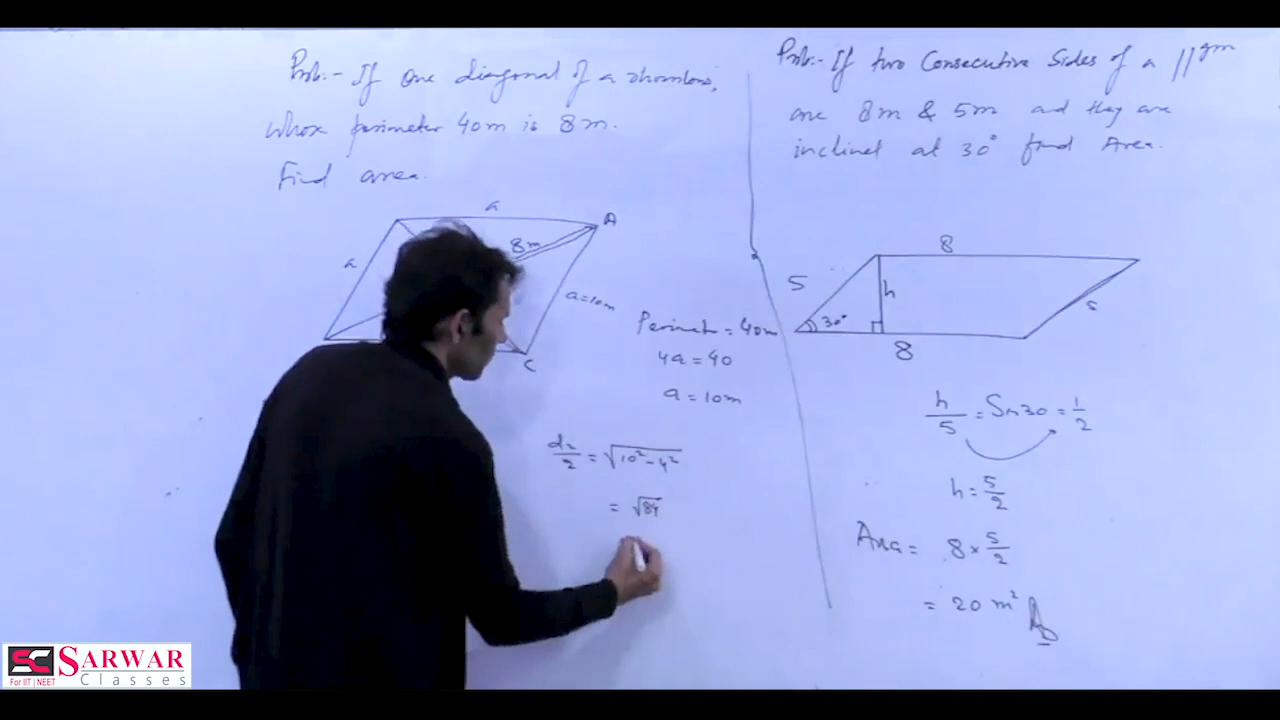 Prob:- If one diagonal of a rhombus,
whose perimeter 40m is 8m.
Find area.
a
A
8m
a
a=10m
C
Perimeter = 40m
4a = 40
a = 10m
d₂/2 = √10² - 4²
= √84
Prob:- If two Consecutive Sides of a ||gm
are 8m & 5m and they are
inclined at 30° find Area.
8
5
h
30°
5
8
h/5 = Sin30 = 1/2
h = 5/2
Area = 8 × 5/2
= 20 m²
SC SARWAR
For IIT | NEET Classes